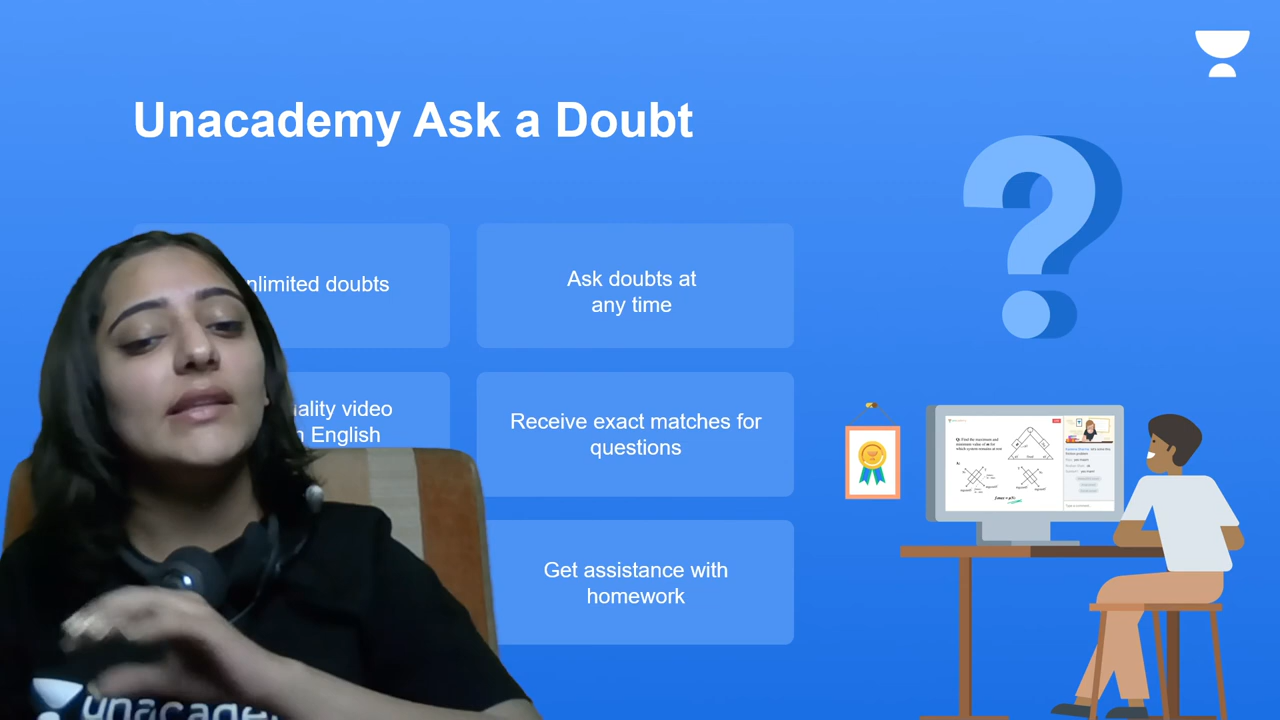 Unacademy Ask a Doubt
nlimited doubts
Ask doubts at
any time
ality video
English
Receive exact matches for
questions
Get assistance with
homework
unacade